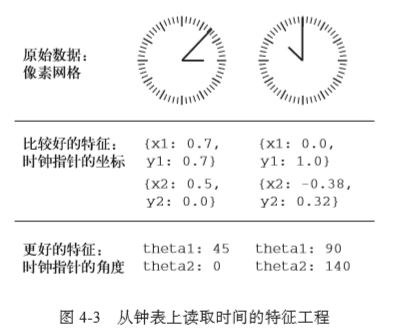 原始数据：
像素网格
比较好的特征：
时钟指针的坐标
{x1: 0.7,
y1: 0.7}
{x2: 0.5,
y2: 0.0}
{x1: 0.0,
y1: 1.0}
{x2: -0.38,
y2: 0.32}
更好的特征：
时钟指针的角度
theta1: 45
theta2: 0
theta1: 90
theta2: 140
图 4-3 从钟表上读取时间的特征工程